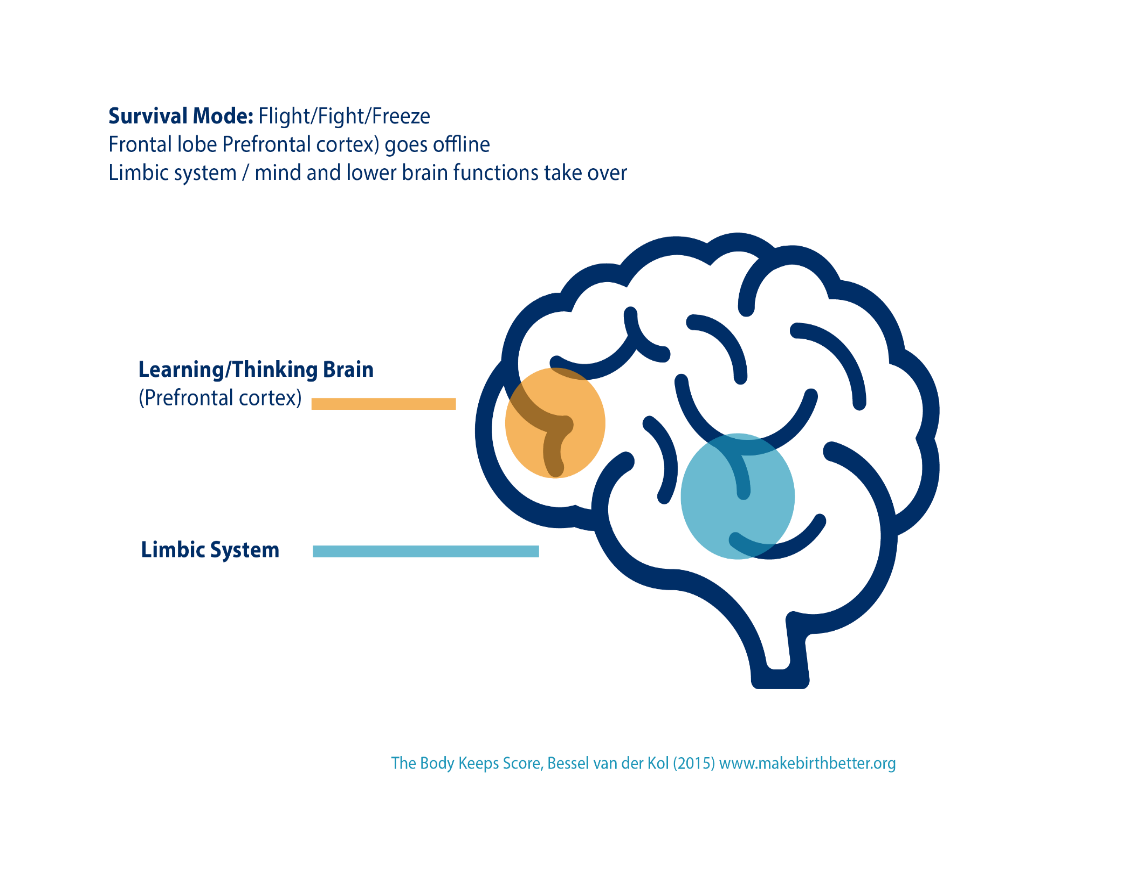 Survival Mode: Flight/Fight/Freeze
Frontal lobe Prefrontal cortex) goes offline
Limbic system / mind and lower brain functions take over
Learning/Thinking Brain
(Prefrontal cortex)
Limbic System
The Body Keeps Score, Bessel van der Kol (2015) www.makebirthbetter.org